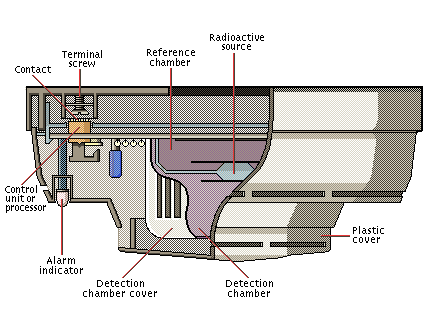 Radioactive
source
Reference
chamber
Terminal
screw
Contact
Control
unit or
processor
Alarm
indicator
Detection
chamber cover
Detection
chamber
Plastic
cover